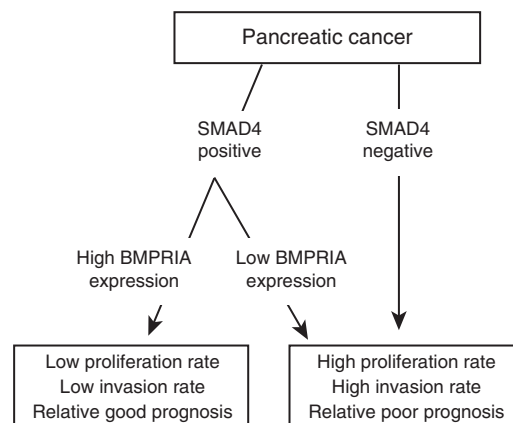 Pancreatic cancer
SMAD4
positive
SMAD4
negative
High BMPRIA
expression
Low BMPRIA
expression
Low proliferation rate
Low invasion rate
Relative good prognosis
High proliferation rate
High invasion rate
Relative poor prognosis